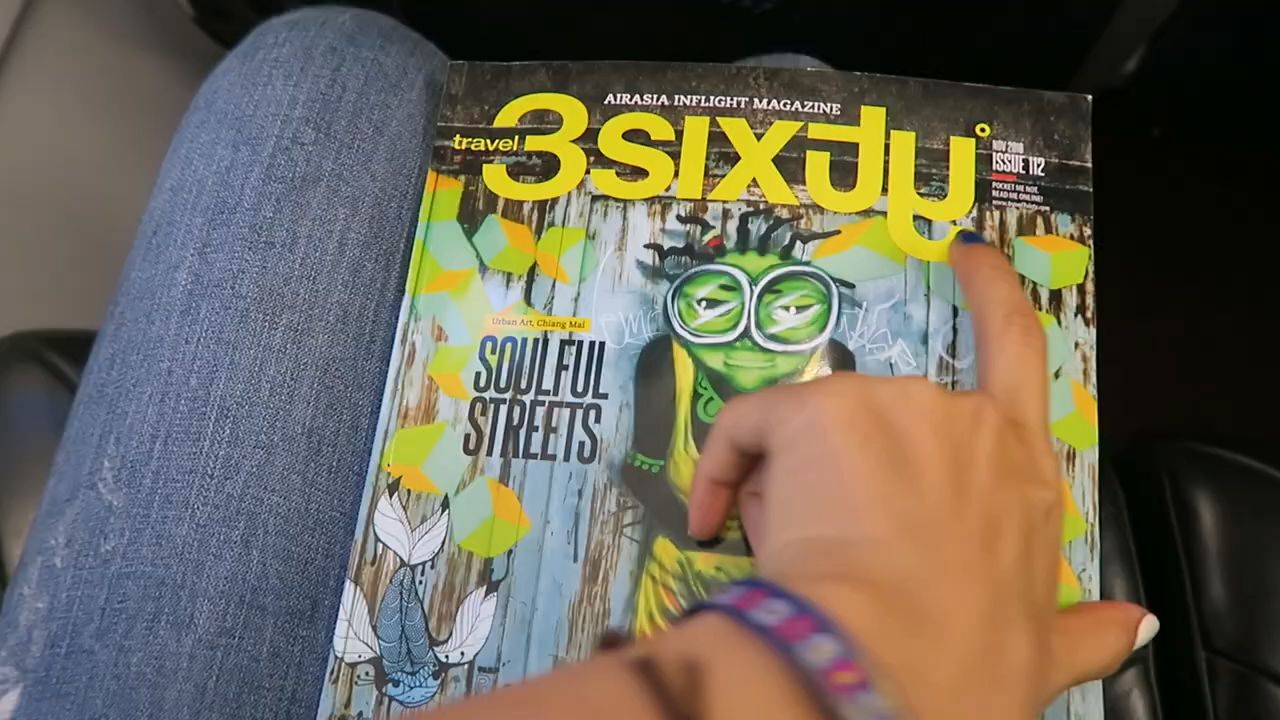 AIRASIA INFLIGHT MAGAZINE
travel 3sixty°
NOV 2016
ISSUE 112
POCKET ME NOT,
READ ME ONLINE!
Urban Art, Chiang Mai
SOULFUL
STREETS